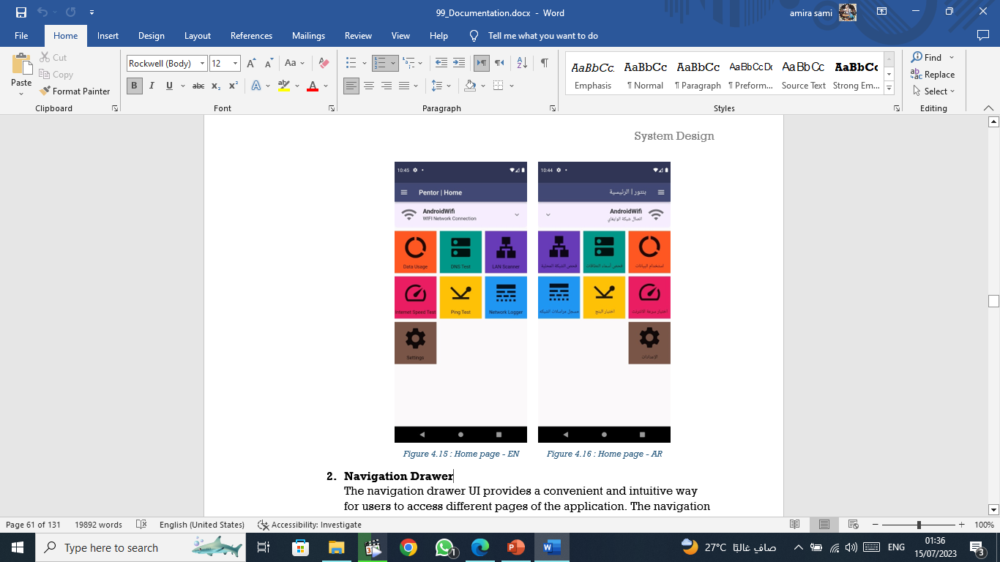 99_Documentation.docx - Word
amira sami
File Home Insert Design Layout References Mailings Review View Help Tell me what you want to do
Paste
Cut
Copy
Format Painter
Clipboard
Rockwell (Body) 12
Font
Paragraph
AaBbCc. AaBbCc AaBbCc AaBbCcDc AaBbCc AaBbCc
Emphasis ¶ Normal ¶ Paragraph ¶ Preform... Source Text Strong Em...
Styles
Find
Replace
Select
Editing
System Design
10:45
Pentor | Home
AndroidWifi
WIFI Network Connection
Data Usage DNS Test LAN Scanner
Internet Speed Test Ping Test Network Logger
Settings
10:44
بنتور | الرئيسية
AndroidWifi
اتصال شبكة الوايفاي
استخدام البيانات فحص أسماء النطاقات فحص الشبكة المحلية
اختبار سرعة الانترنت اختبار البنج مسجل مراسلات الشبكة
الإعدادات
Figure 4.15 : Home page - EN Figure 4.16 : Home page - AR
2. Navigation Drawer
The navigation drawer UI provides a convenient and intuitive way
for users to access different pages of the application. The navigation
Page 61 of 131 19892 words English (United States) Accessibility: Investigate 100%
Type here to search
27°C صافٍ غالبًا
ENG
01:36
15/07/2023